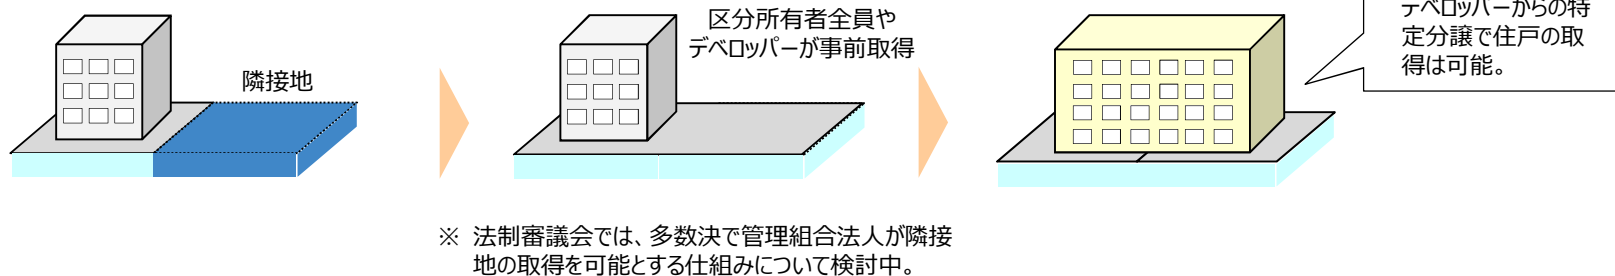 隣接地
区分所有者全員や
デベロッパーが事前取得
デベロッパーからの特
定分譲で住戸の取
得は可能。
※ 法制審議会では、多数決で管理組合法人が隣接
地の取得を可能とする仕組みについて検討中。